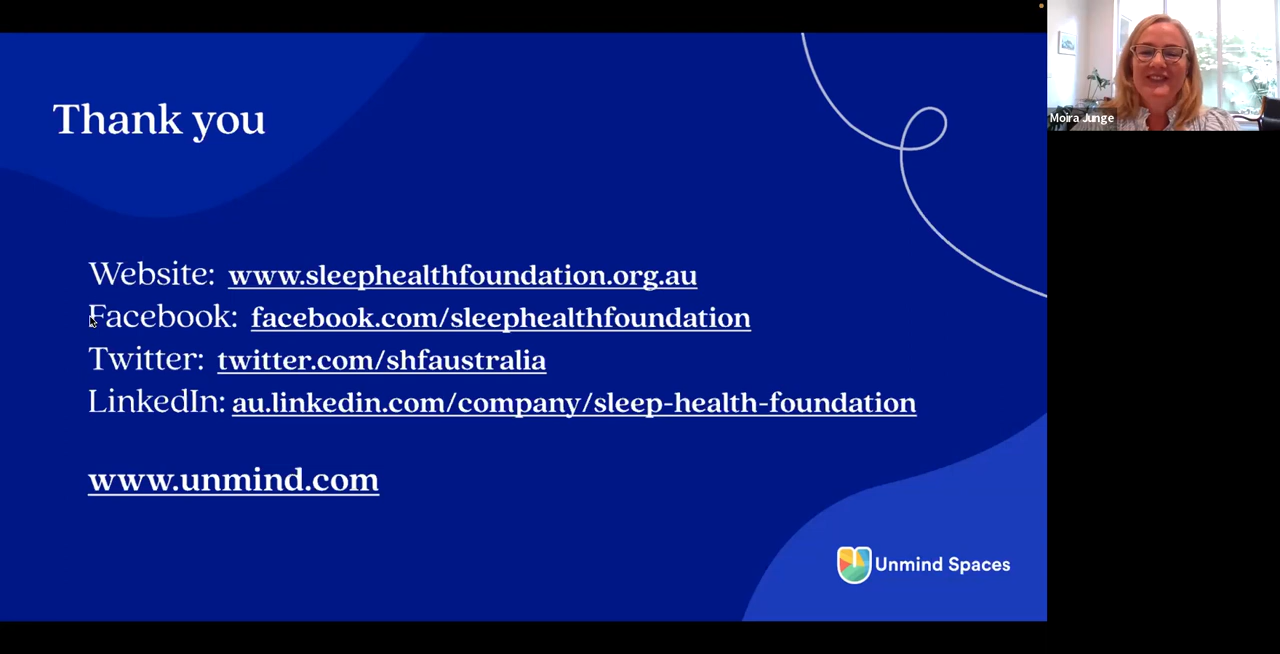 Thank you
Website: www.sleephealthfoundation.org.au
Facebook: facebook.com/sleephealthfoundation
Twitter: twitter.com/shfaustralia
LinkedIn: au.linkedin.com/company/sleep-health-foundation
www.unmind.com
Unmind Spaces
Moira Junge